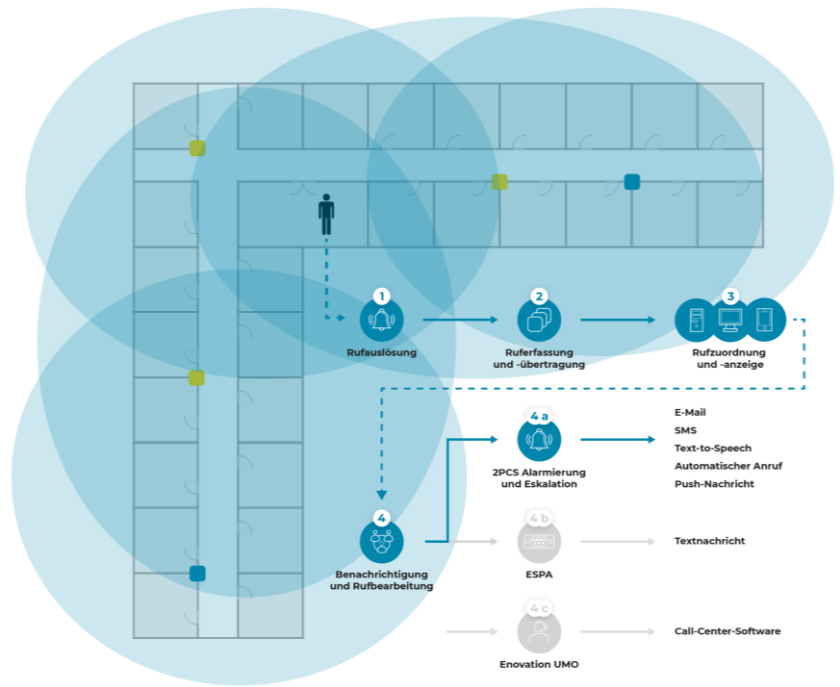 1
Rufauslösung
2
Ruferfassung
und -übertragung
3
Rufzuordnung
und -anzeige
4
Benachrichtigung
und Rufbearbeitung
4 a
2PCS Alarmierung
und Eskalation
E-Mail
SMS
Text-to-Speech
Automatischer Anruf
Push-Nachricht
4 b
ESPA
Textnachricht
4 c
Enovation UMO
Call-Center-Software